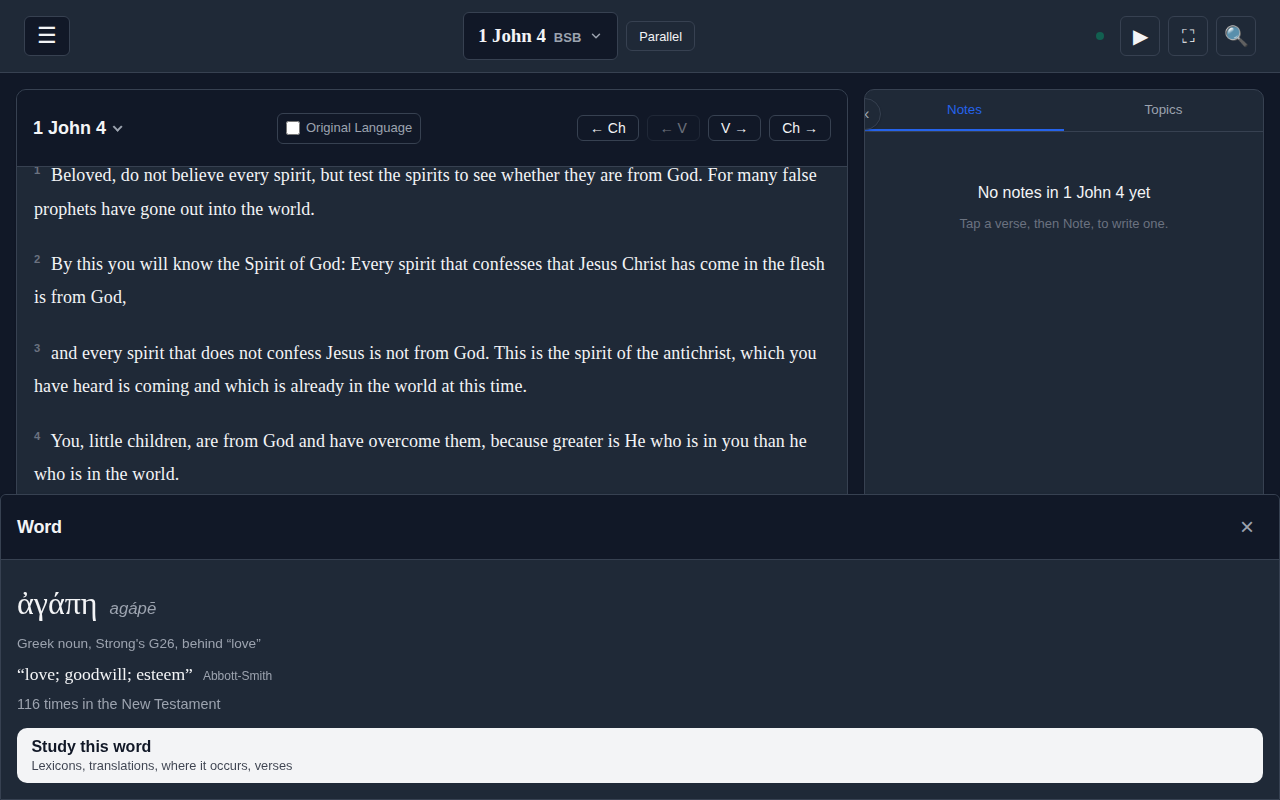 ☰
1 John 4 BSB
Parallel
1 John 4
Original Language
← Ch
← V
V →
Ch →
1 Beloved, do not believe every spirit, but test the spirits to see whether they are from God. For many false
prophets have gone out into the world.
2 By this you will know the Spirit of God: Every spirit that confesses that Jesus Christ has come in the flesh
is from God,
3 and every spirit that does not confess Jesus is not from God. This is the spirit of the antichrist, which you
have heard is coming and which is already in the world at this time.
4 You, little children, are from God and have overcome them, because greater is He who is in you than he
who is in the world.
Notes
Topics
No notes in 1 John 4 yet
Tap a verse, then Note, to write one.
Word
ἀγάπη agápē
Greek noun, Strong's G26, behind “love”
“love; goodwill; esteem” Abbott-Smith
116 times in the New Testament
Study this word
Lexicons, translations, where it occurs, verses